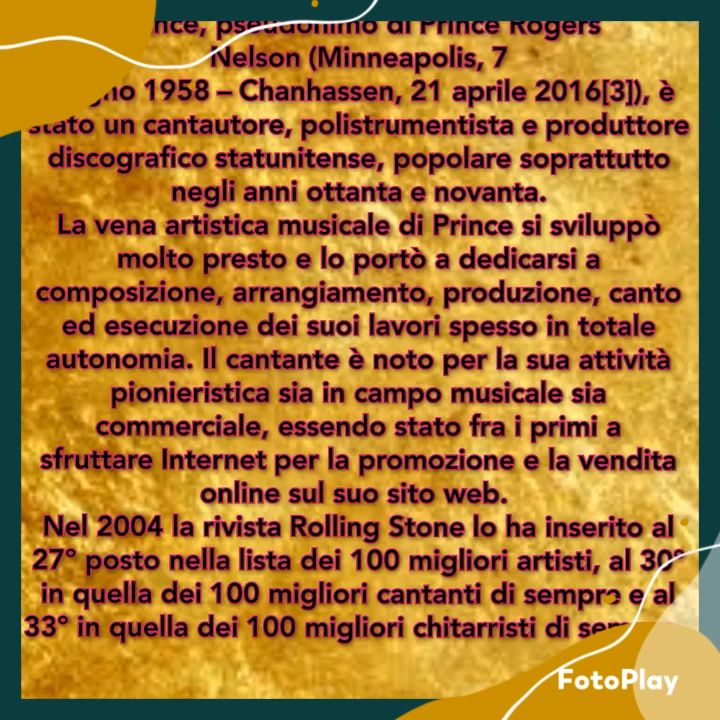 pseudonimo di Prince Rogers
Nelson (Minneapolis, 7
1958 – Chanhassen, 21 aprile 2016[3]), è
stato un cantautore, polistrumentista e produttore
discografico statunitense, popolare soprattutto
negli anni ottanta e novanta.
La vena artistica musicale di Prince si sviluppò
molto presto e lo portò a dedicarsi a
composizione, arrangiamento, produzione, canto
ed esecuzione dei suoi lavori spesso in totale
autonomia. Il cantante è noto per la sua attività
pionieristica sia in campo musicale sia
commerciale, essendo stato fra i primi a
sfruttare Internet per la promozione e la vendita
online sul suo sito web.
Nel 2004 la rivista Rolling Stone lo ha inserito al
27° posto nella lista dei 100 migliori artisti, al 30°
in quella dei 100 migliori cantanti di sempre e al
33° in quella dei 100 migliori chitarristi di
FotoPlay